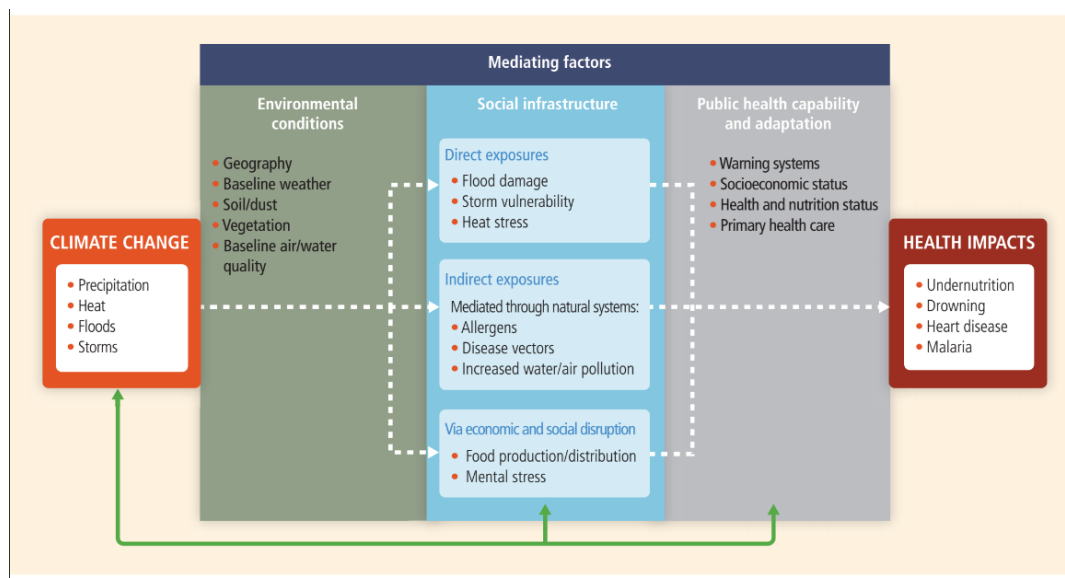 Mediating factors
Environmental
conditions
Social infrastructure
Public health capability
and adaptation
• Geography
• Baseline weather
• Soil/dust
• Vegetation
• Baseline air/water
quality
Direct exposures
• Flood damage
• Storm vulnerability
• Heat stress
• Warning systems
• Socioeconomic status
• Health and nutrition status
• Primary health care
CLIMATE CHANGE
• Precipitation
• Heat
• Floods
• Storms
Indirect exposures
Mediated through natural systems:
• Allergens
• Disease vectors
• Increased water/air pollution
HEALTH IMPACTS
• Undernutrition
• Drowning
• Heart disease
• Malaria
Via economic and social disruption
• Food production/distribution
• Mental stress